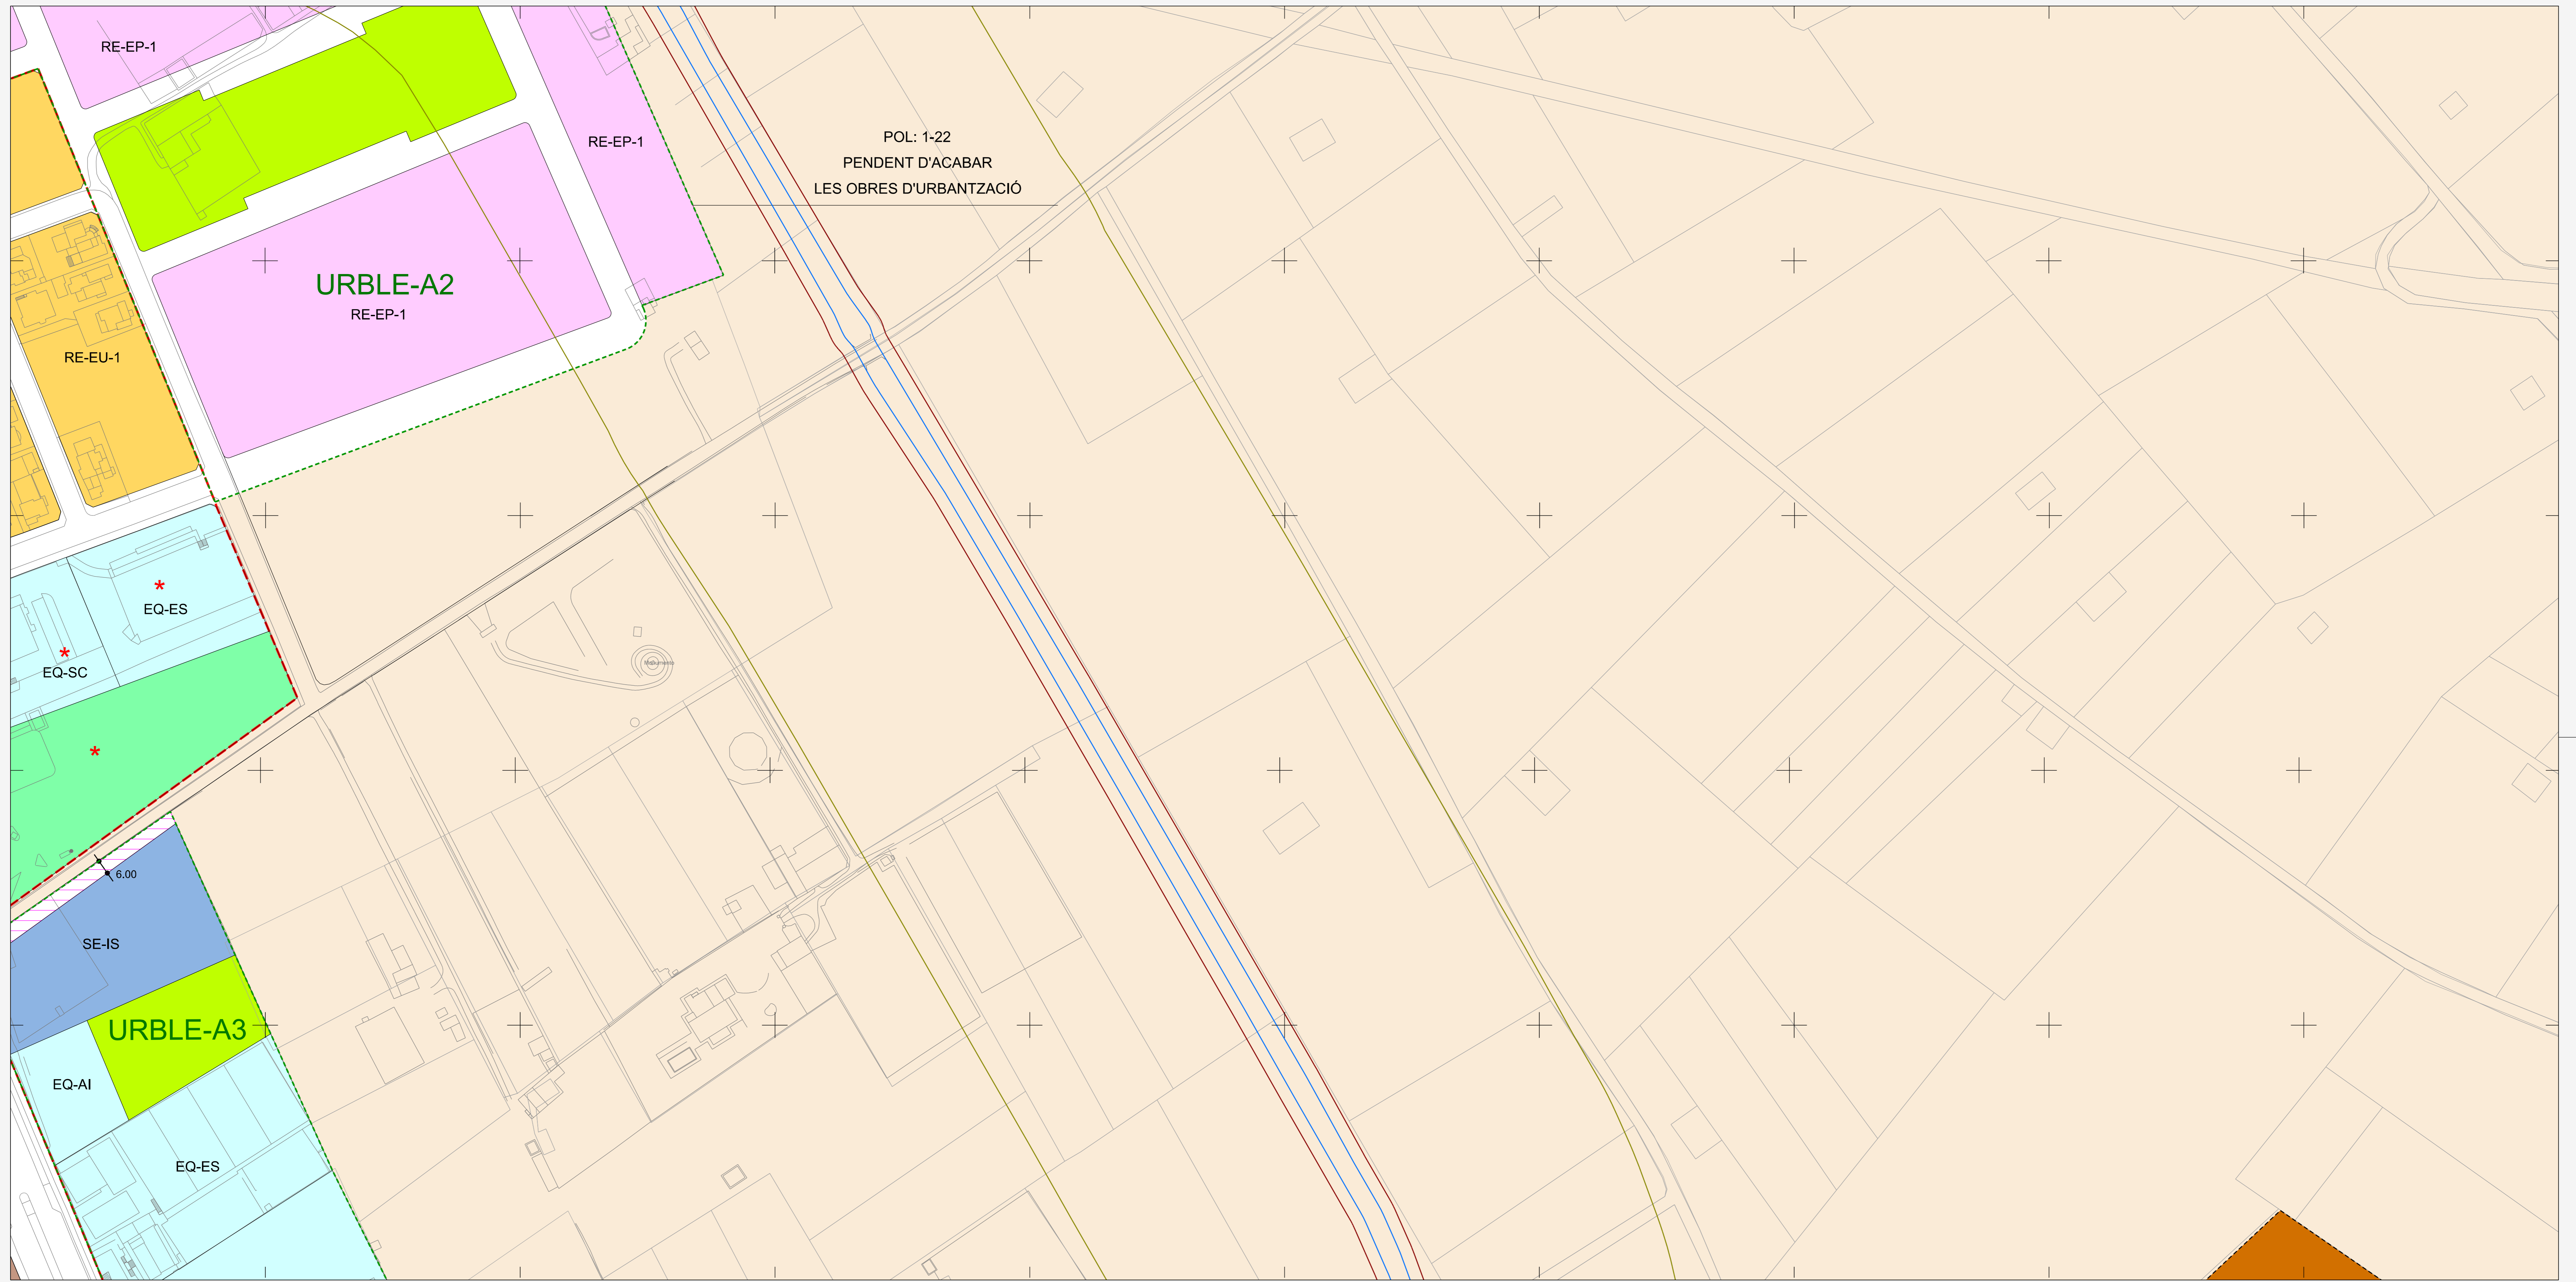 RE-EP-1
RE-EP-1
POL: 1-22
PENDENT D'ACABAR
LES OBRES D'URBANTZACIÓ
URBLE-A2
RE-EP-1
RE-EU-1
*
EQ-ES
*
EQ-SC
Monumento
*
6.00
SE-IS
URBLE-A3
EQ-AI
EQ-ES